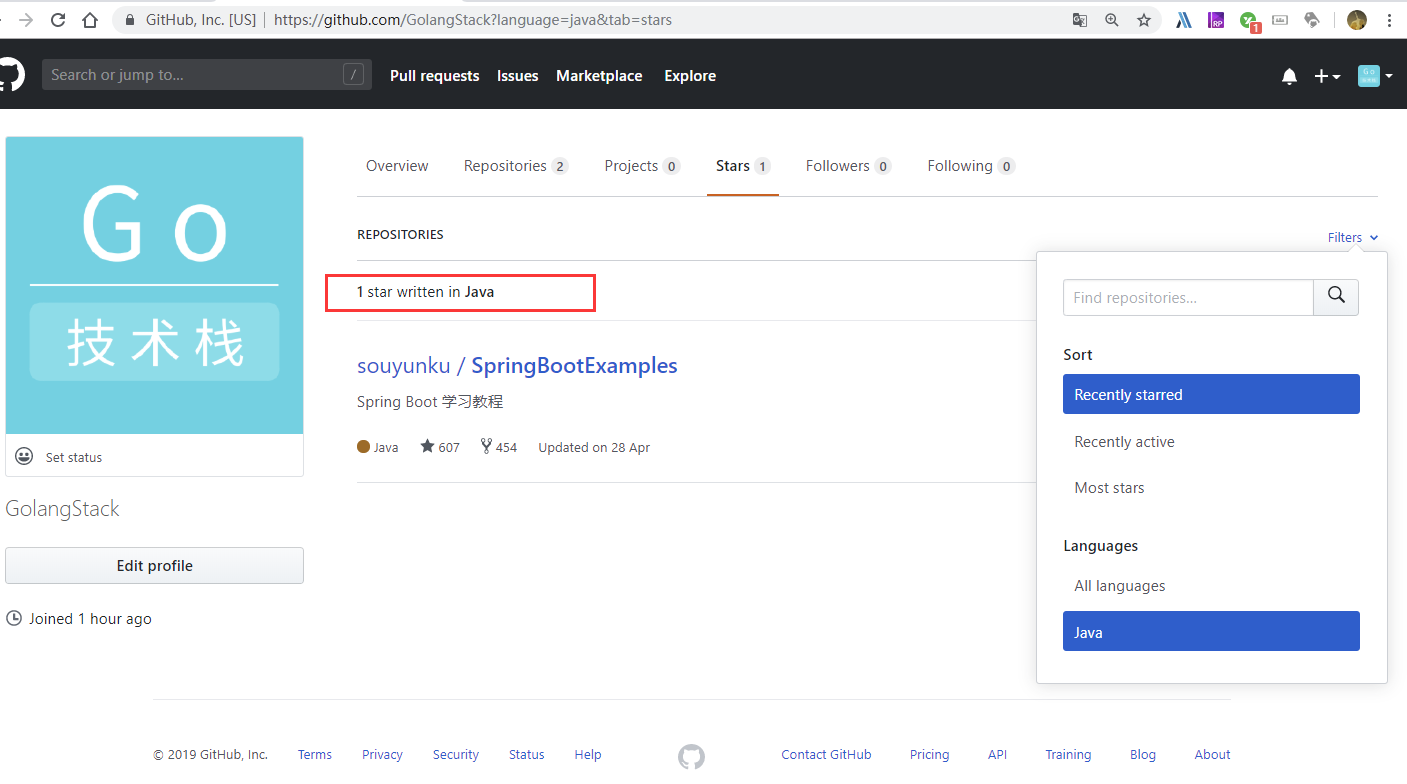 GitHub, Inc. [US] | https://github.com/GolangStack?language=java&tab=stars
1
Search or jump to... /
Pull requests Issues Marketplace Explore
Go
技术栈
Set status
GolangStack
Edit profile
Joined 1 hour ago
Overview Repositories 2 Projects 0 Stars 1 Followers 0 Following 0
REPOSITORIES
Filters
1 star written in Java
souyunku / SpringBootExamples
Spring Boot 学习教程
Java 607 454 Updated on 28 Apr
Find repositories...
Sort
Recently starred
Recently active
Most stars
Languages
All languages
Java
© 2019 GitHub, Inc. Terms Privacy Security Status Help Contact GitHub Pricing API Training Blog About